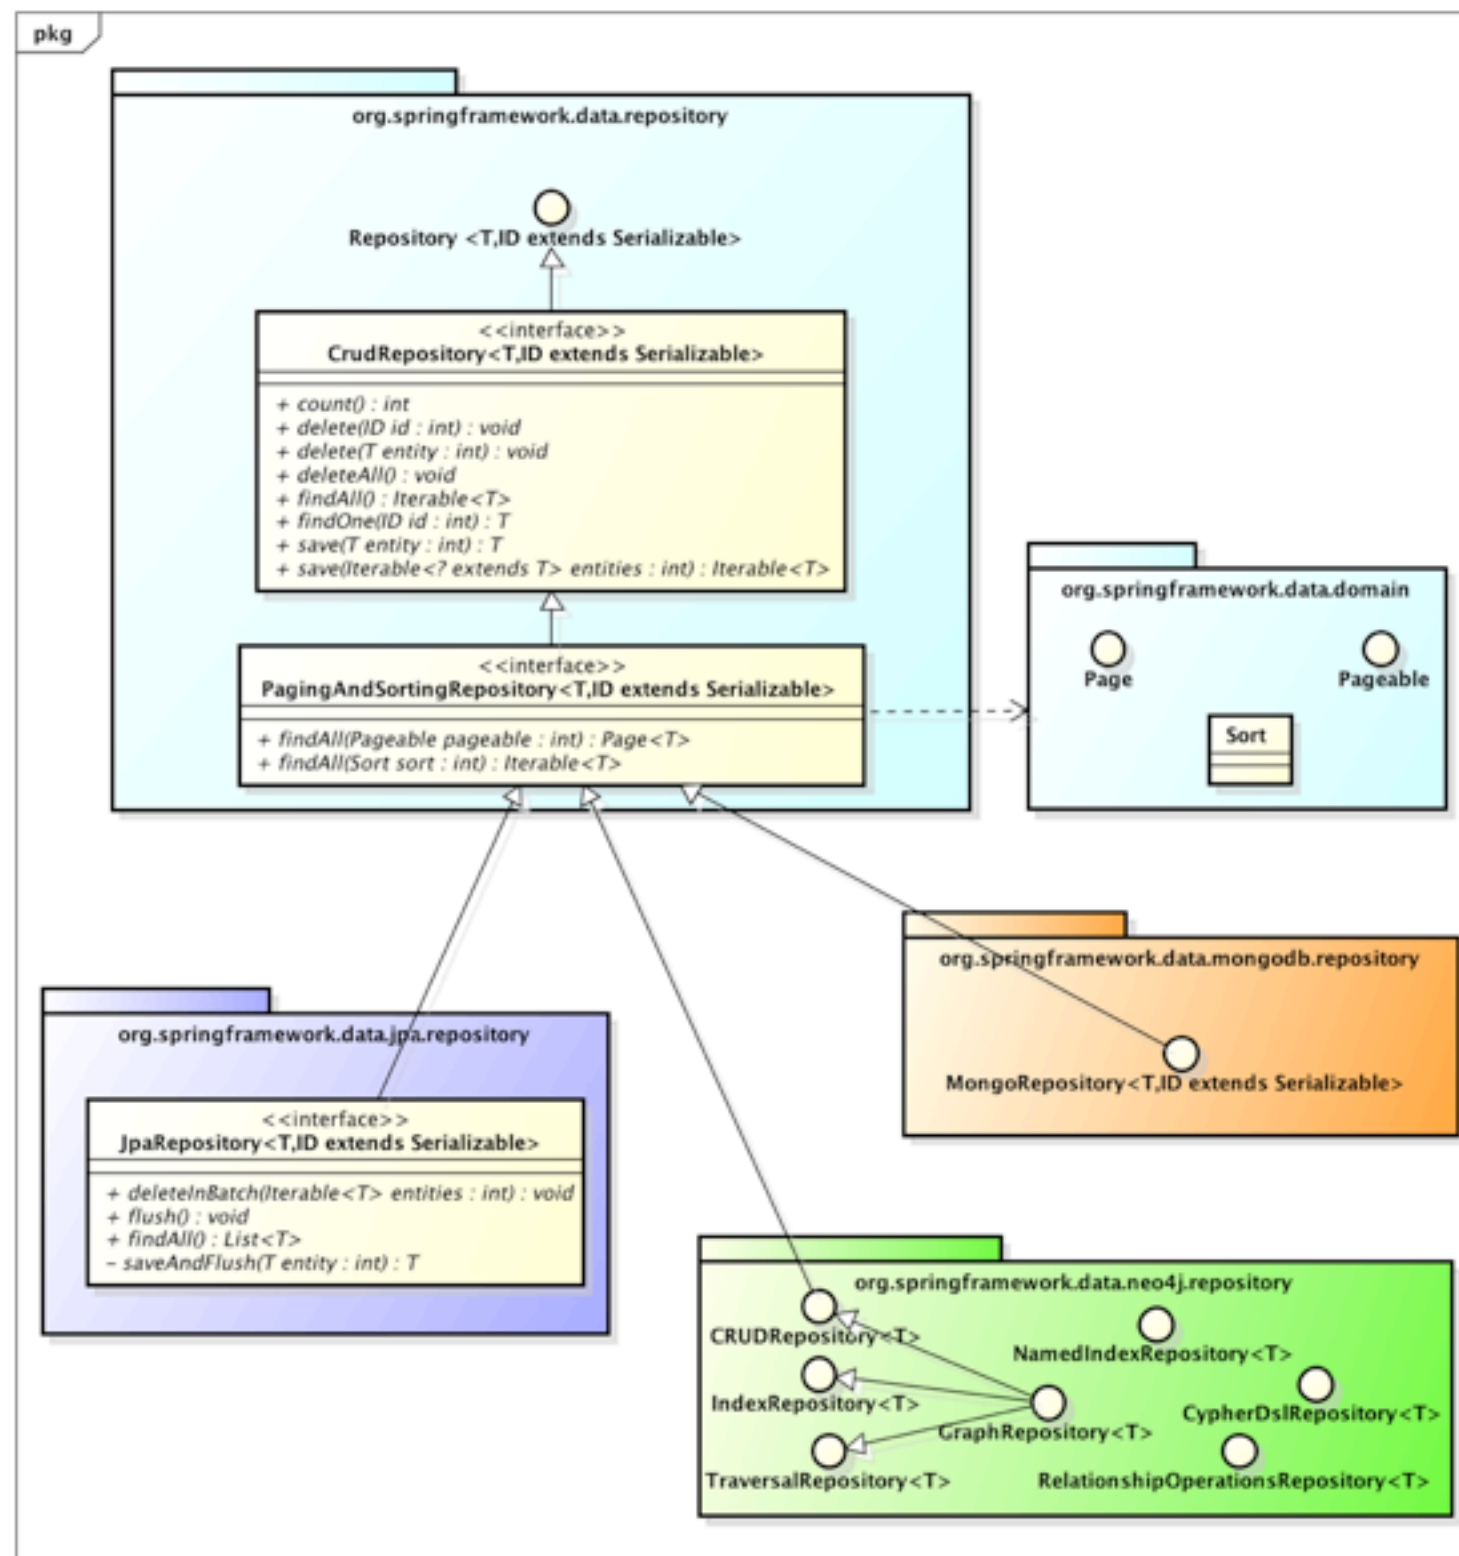 pkg
org.springframework.data.repository
Repository <T,ID extends Serializable>
<<interface>>
CrudRepository<T,ID extends Serializable>
+ count() : int
+ delete(ID id : int) : void
+ delete(T entity : int) : void
+ deleteAll() : void
+ findAll() : Iterable<T>
+ findOne(ID id : int) : T
+ save(T entity : int) : T
+ save(Iterable<? extends T> entities : int) : Iterable<T>
<<interface>>
PagingAndSortingRepository<T,ID extends Serializable>
+ findAll(Pageable pageable : int) : Page<T>
+ findAll(Sort sort : int) : Iterable<T>
org.springframework.data.domain
Page
Pageable
Sort
org.springframework.data.mongodb.repository
MongoRepository<T,ID extends Serializable>
org.springframework.data.jpa.repository
<<interface>>
JpaRepository<T,ID extends Serializable>
+ deleteInBatch(Iterable<T> entities : int) : void
+ flush() : void
+ findAll() : List<T>
- saveAndFlush(T entity : int) : T
org.springframework.data.neo4j.repository
CRUDRepository<T>
NamedIndexRepository<T>
IndexRepository<T>
CypherDslRepository<T>
GraphRepository<T>
TraversalRepository<T>
RelationshipOperationsRepository<T>